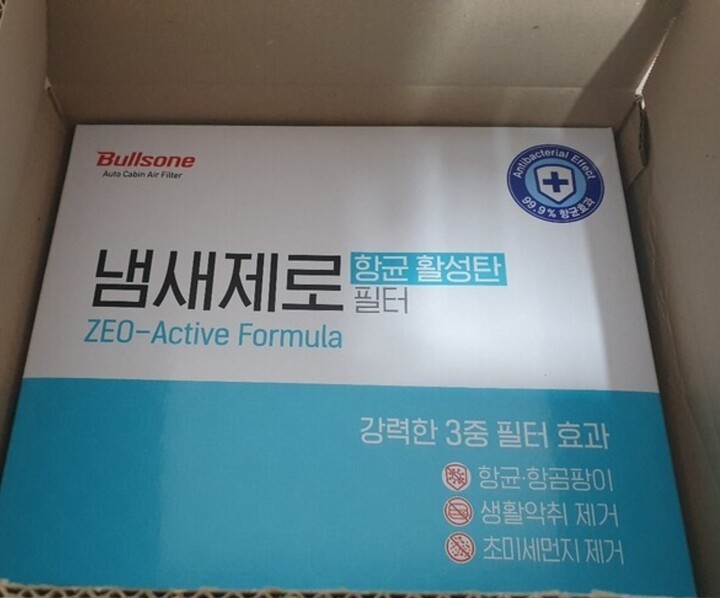 Bullsone
Auto Cabin Air Filter
Antibacterial Effect
99.9% 항균효과
냄새제로 항균 활성탄
필터
ZEO-Active Formula
강력한 3중 필터 효과
항균·항곰팡이
생활악취 제거
초미세먼지 제거